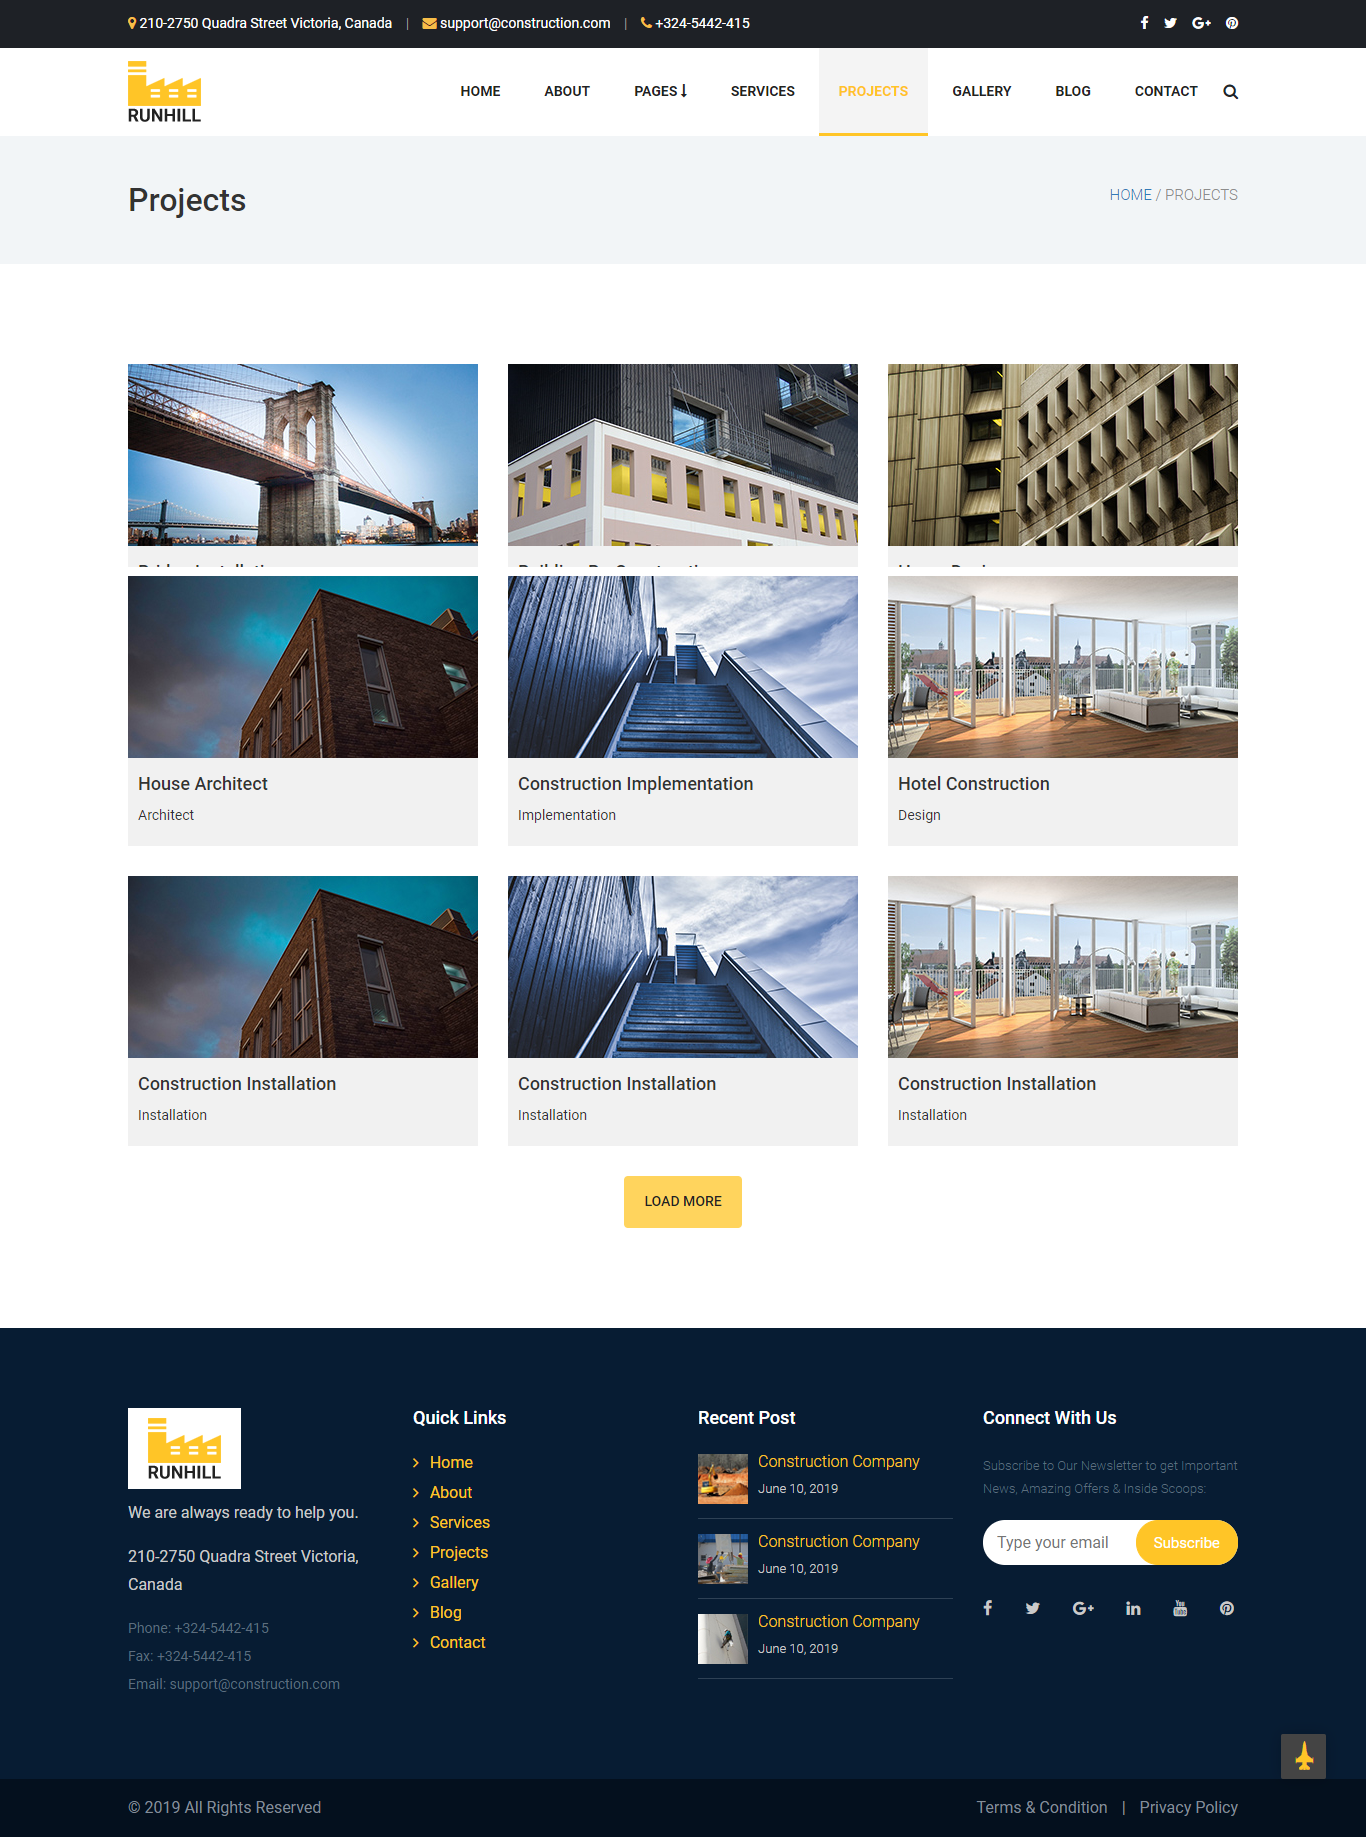 210-2750 Quadra Street Victoria, Canada | support@construction.com | +324-5442-415
RUNHILL
HOME ABOUT PAGES SERVICES PROJECTS GALLERY BLOG CONTACT
Projects
HOME / PROJECTS
House Architect
Architect
Construction Implementation
Implementation
Hotel Construction
Design
Construction Installation
Installation
Construction Installation
Installation
Construction Installation
Installation
LOAD MORE
RUNHILL
We are always ready to help you.
210-2750 Quadra Street Victoria,
Canada
Phone: +324-5442-415
Fax: +324-5442-415
Email: support@construction.com
Quick Links
Home
About
Services
Projects
Gallery
Blog
Contact
Recent Post
Construction Company
June 10, 2019
Construction Company
June 10, 2019
Construction Company
June 10, 2019
Connect With Us
Subscribe to Our Newsletter to get Important
News, Amazing Offers & Inside Scoops:
Type your email Subscribe
© 2019 All Rights Reserved
Terms & Condition | Privacy Policy